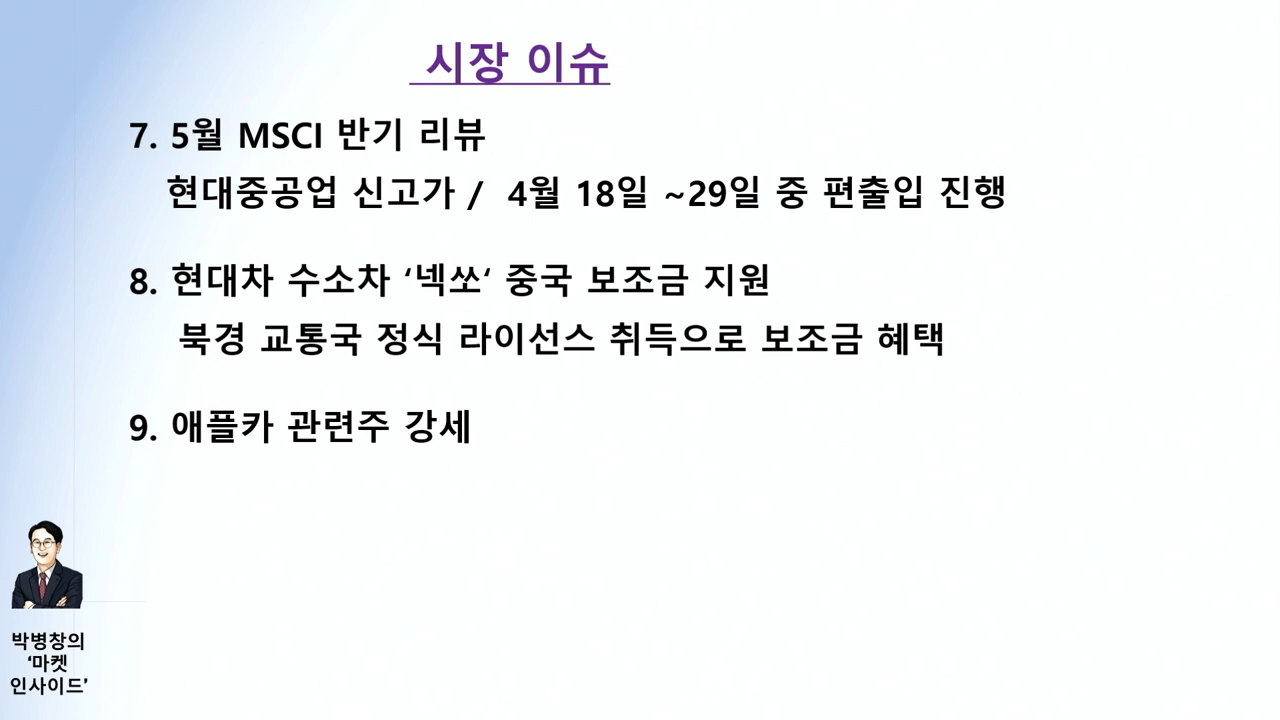 시장 이슈
7. 5월 MSCI 반기 리뷰
현대중공업 신고가 / 4월 18일 ~29일 중 편출입 진행
8. 현대차 수소차 ‘넥쏘‘ 중국 보조금 지원
북경 교통국 정식 라이선스 취득으로 보조금 혜택
9. 애플카 관련주 강세
박병창의
‘마켓
인사이드’